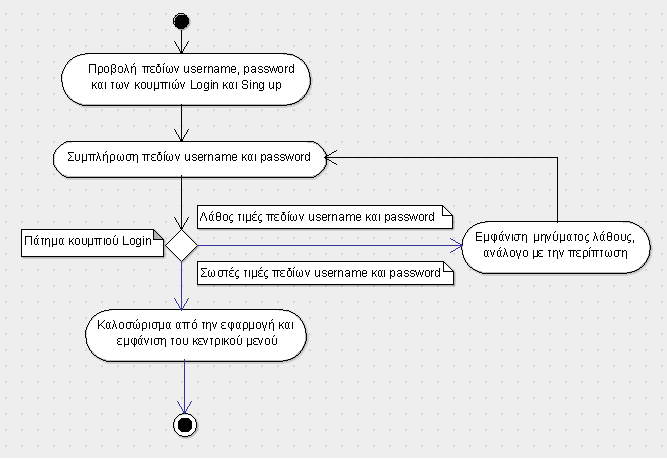 Προβολή πεδίων username, password
και των κουμπιών Login και Sing up
Συμπλήρωση πεδίων username και password
Λάθος τιμές πεδίων username και password
Πάτημα κουμπιού Login
Εμφάνιση μηνύματος λάθους,
ανάλογο με την περίπτωση
Σωστές τιμές πεδίων username και password
Καλοσώρισμα από την εφαρμογή και
εμφάνιση του κεντρικού μενού